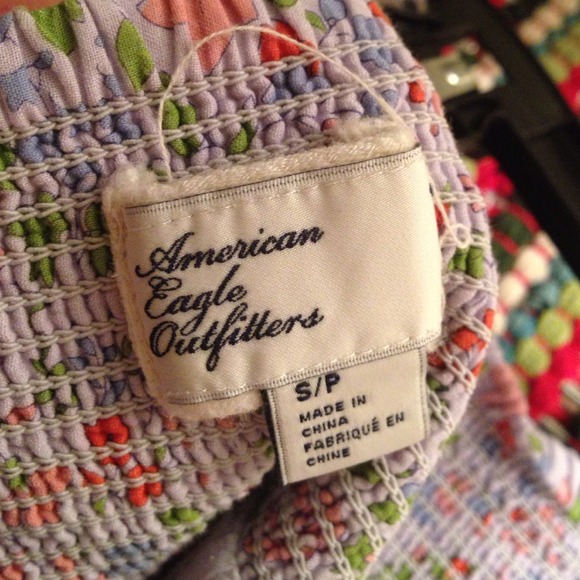 American
Eagle
Outfitters
S/P
MADE IN
CHINA
FABRIQUÉ EN
CHINE